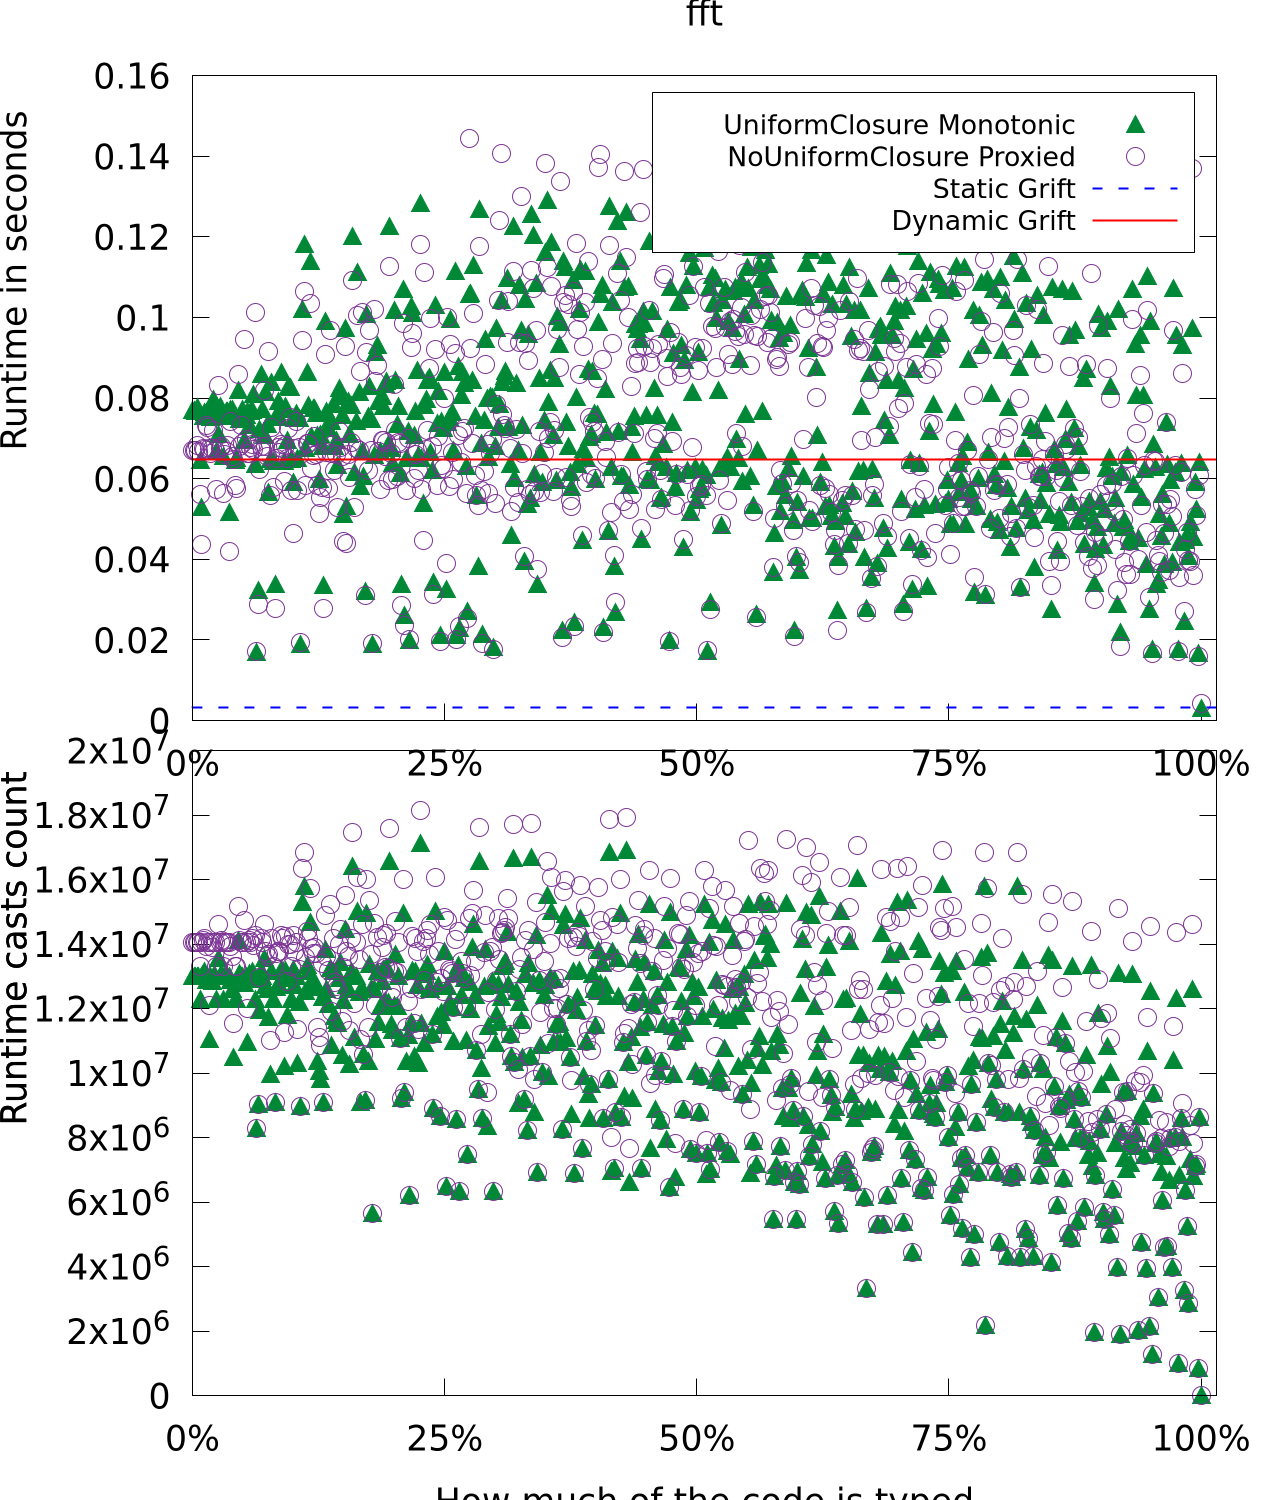 fft
Runtime in seconds
0.16
0.14
0.12
0.1
0.08
0.06
0.04
0.02
0
UniformClosure Monotonic
NoUniformClosure Proxied
Static Grift
Dynamic Grift
0% 25% 50% 75% 100%
Runtime casts count
2x10⁷
1.8x10⁷
1.6x10⁷
1.4x10⁷
1.2x10⁷
1x10⁷
8x10⁶
6x10⁶
4x10⁶
2x10⁶
0
0% 25% 50% 75% 100%
How much of the code is typed